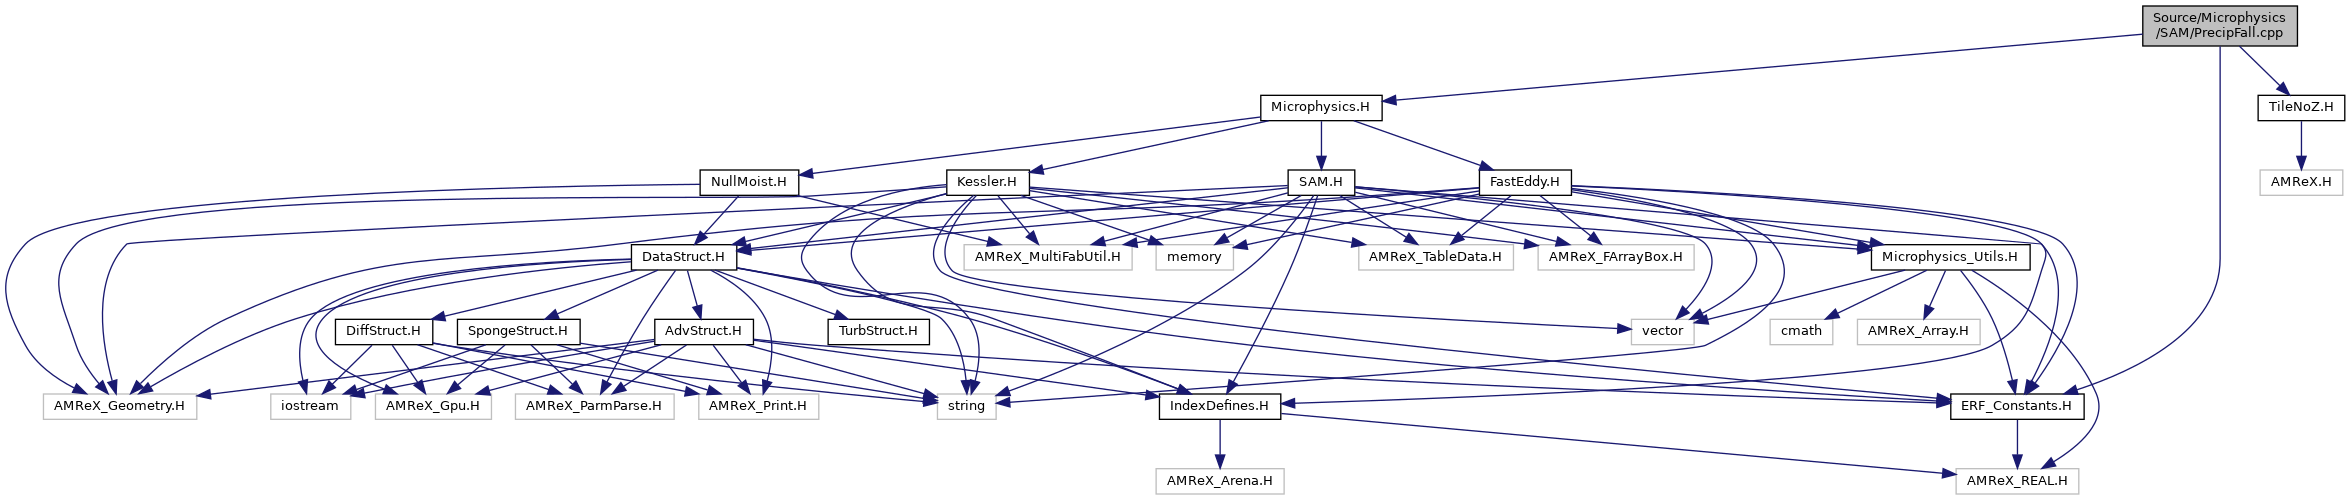 Source/Microphysics
/SAM/PrecipFall.cpp
Microphysics.H
TileNoZ.H
NullMoist.H
Kessler.H
SAM.H
FastEddy.H
AMReX.H
DataStruct.H
AMReX_MultiFabUtil.H
memory
AMReX_TableData.H
AMReX_FArrayBox.H
Microphysics_Utils.H
DiffStruct.H
SpongeStruct.H
AdvStruct.H
TurbStruct.H
vector
cmath
AMReX_Array.H
AMReX_Geometry.H
iostream
AMReX_Gpu.H
AMReX_ParmParse.H
AMReX_Print.H
string
IndexDefines.H
ERF_Constants.H
AMReX_Arena.H
AMReX_REAL.H